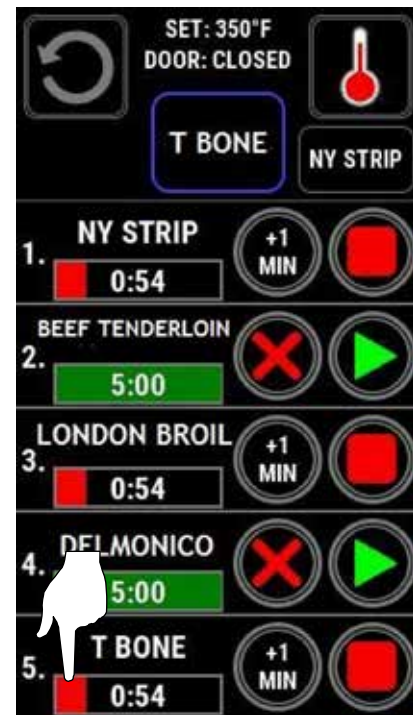 SET: 350°F
DOOR: CLOSED
T BONE
NY STRIP
1. NY STRIP
0:54
+1
MIN
2. BEEF TENDERLOIN
5:00
3. LONDON BROIL
0:54
+1
MIN
4. DELMONICO
5:00
5. T BONE
0:54
+1
MIN